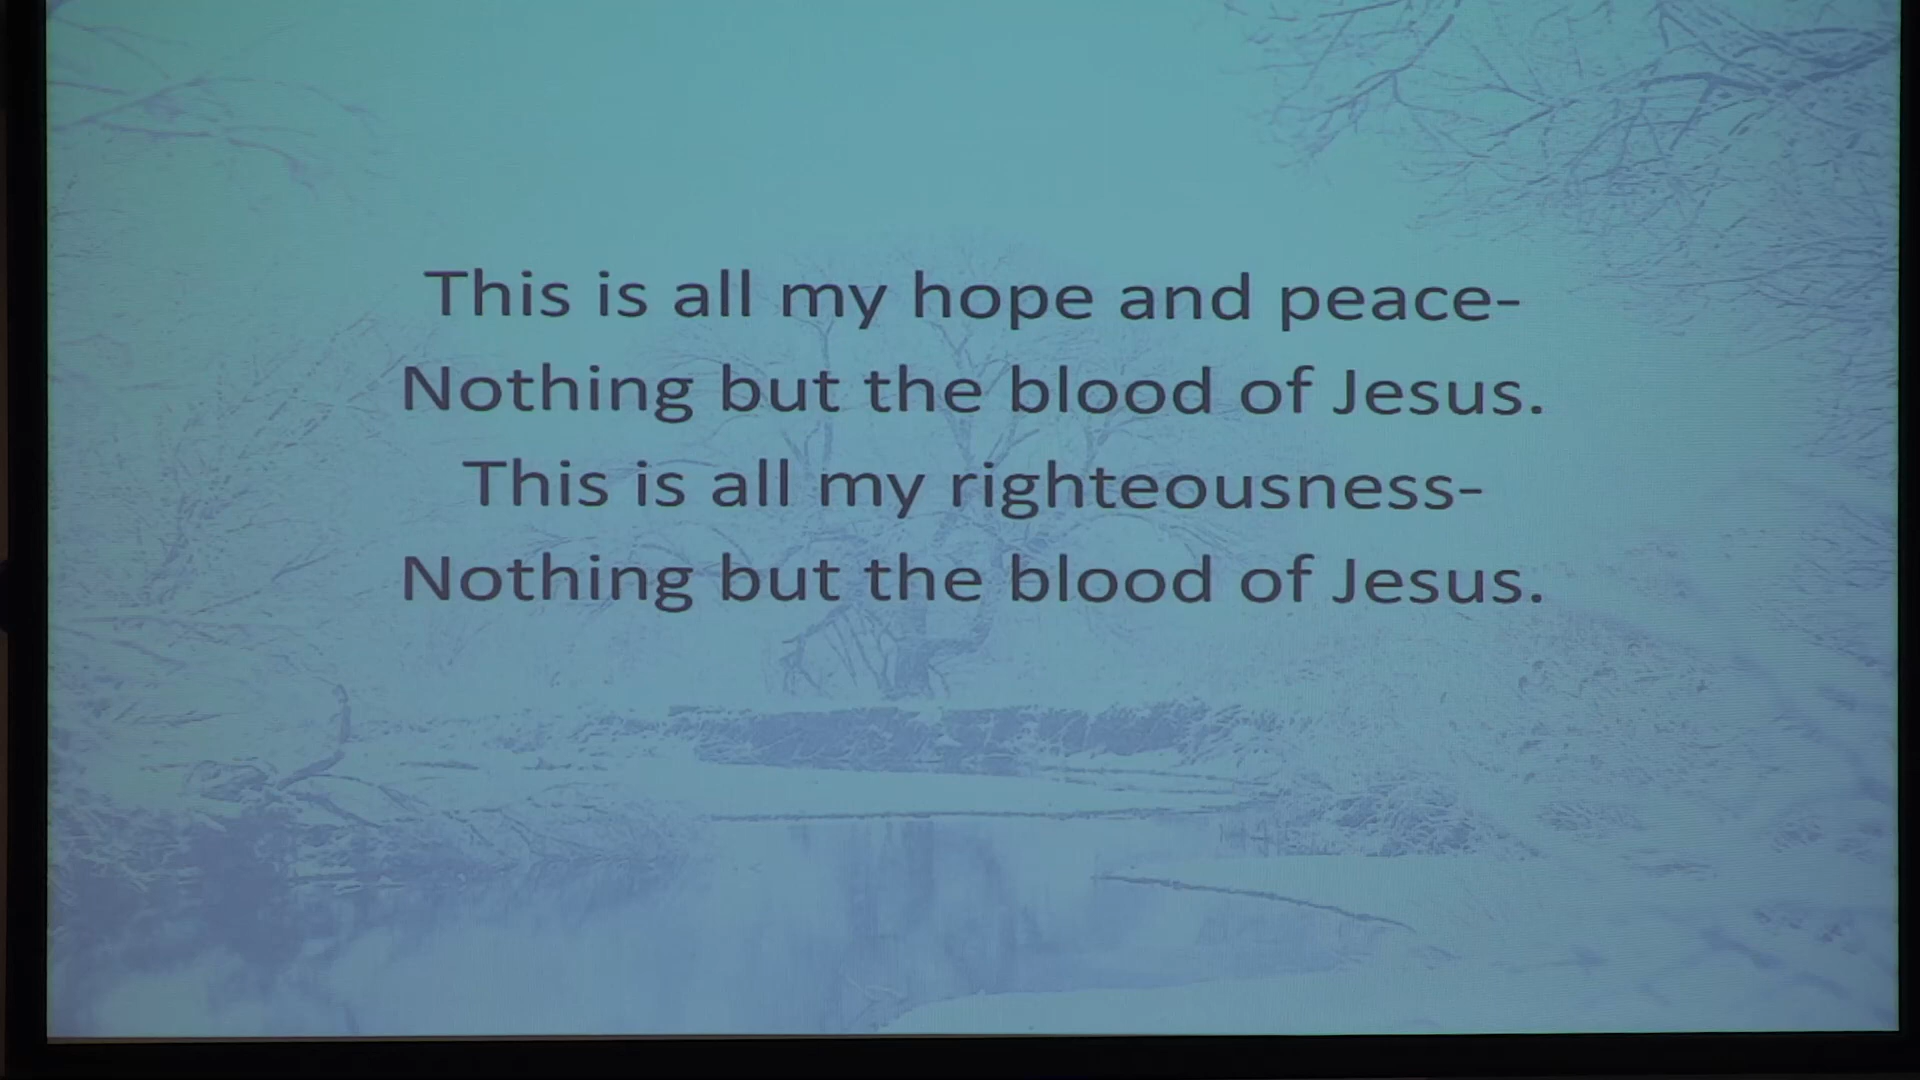 This is all my hope and peace-
Nothing but the blood of Jesus.
This is all my righteousness-
Nothing but the blood of Jesus.